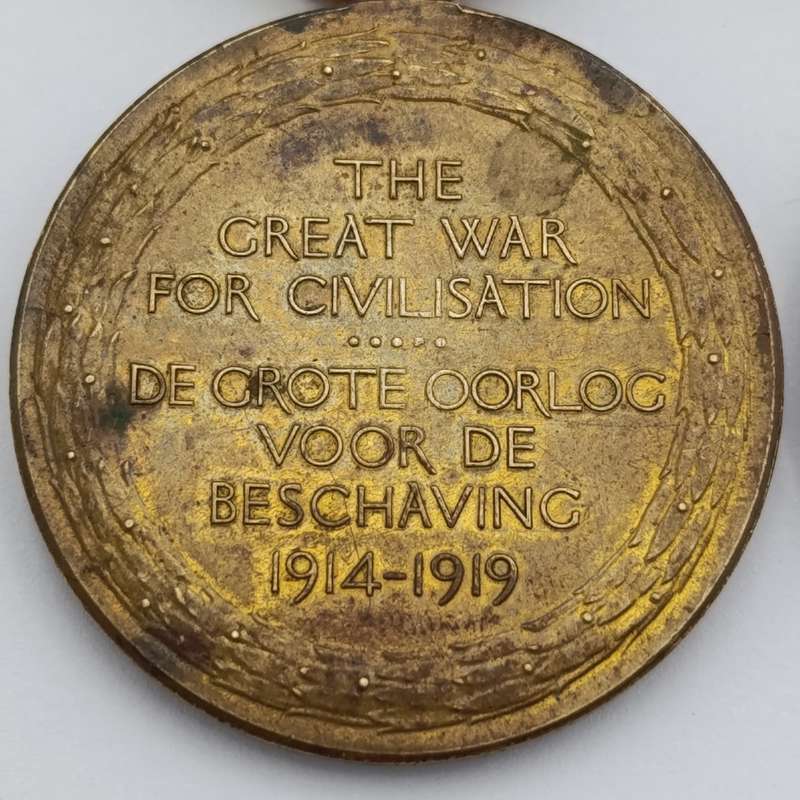 THE
GREAT WAR
FOR CIVILISATION
DE GROTE OORLOG
VOOR DE
BESCHAVING
1914-1919